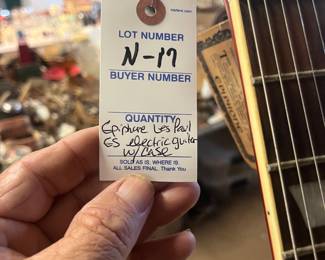 LOT NUMBER
N-17
BUYER NUMBER
QUANTITY
Epiphone Les Paul
ES electric guitar
w/ CASE
SOLD AS IS, WHERE IS.
ALL SALES FINAL. Thank You